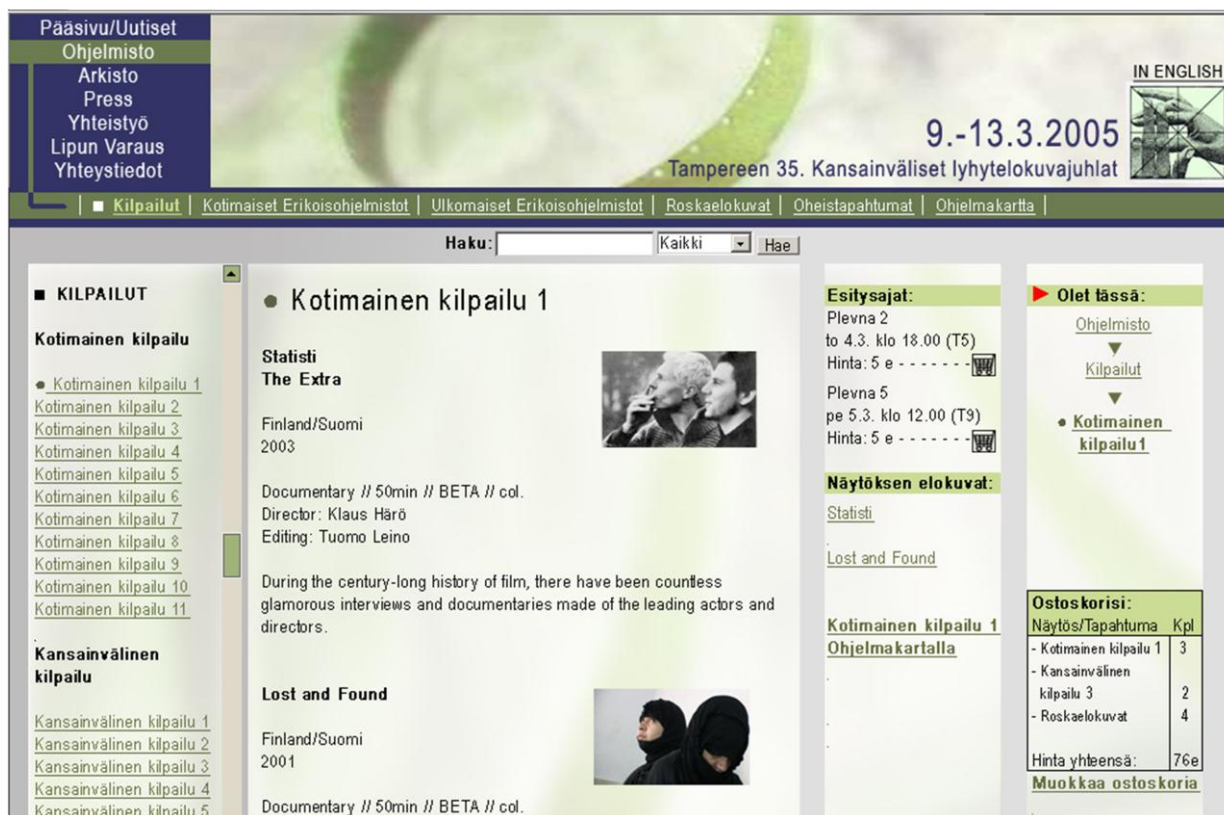 Pääsivu/Uutiset
Ohjelmisto
Arkisto
Press
Yhteistyö
Lipun Varaus
Yhteystiedot
IN ENGLISH
9.-13.3.2005
Tampereen 35. Kansainväliset lyhytelokuvajuhlat
Kilpailut | Kotimaiset Erikoisohjelmistot | Ulkomaiset Erikoisohjelmistot | Roskaelokuvat | Oheistapahtumat | Ohjelmakartta |
Haku: Kaikki Hae
KILPAILUT
Kotimainen kilpailu
Kotimainen kilpailu 1
Kotimainen kilpailu 2
Kotimainen kilpailu 3
Kotimainen kilpailu 4
Kotimainen kilpailu 5
Kotimainen kilpailu 6
Kotimainen kilpailu 7
Kotimainen kilpailu 8
Kotimainen kilpailu 9
Kotimainen kilpailu 10
Kotimainen kilpailu 11
Kansainvälinen
kilpailu
Kansainvälinen kilpailu 1
Kansainvälinen kilpailu 2
Kansainvälinen kilpailu 3
Kansainvälinen kilpailu 4
Kansainvälinen kilpailu 5
• Kotimainen kilpailu 1
Statisti
The Extra
Finland/Suomi
2003
Documentary // 50min // BETA // col.
Director: Klaus Härö
Editing: Tuomo Leino
During the century-long history of film, there have been countless
glamorous interviews and documentaries made of the leading actors and
directors.
Lost and Found
Finland/Suomi
2001
Documentary // 50min // BETA // col.
Esitysajat:
Plevna 2
to 4.3. klo 18.00 (T5)
Hinta: 5 e - - - - - - -
Plevna 5
pe 5.3. klo 12.00 (T9)
Hinta: 5 e - - - - - - -
Näytöksen elokuvat:
Statisti
Lost and Found
Kotimainen kilpailu 1
Ohjelmakartalla
Olet tässä:
Ohjelmisto
Kilpailut
• Kotimainen
kilpailu1
Ostoskorisi:
Näytös/Tapahtuma Kpl
- Kotimainen kilpailu 1 3
- Kansainvälinen
kilpailu 3 2
- Roskaelokuvat 4
Hinta yhteensä: 76e
Muokkaa ostoskoria